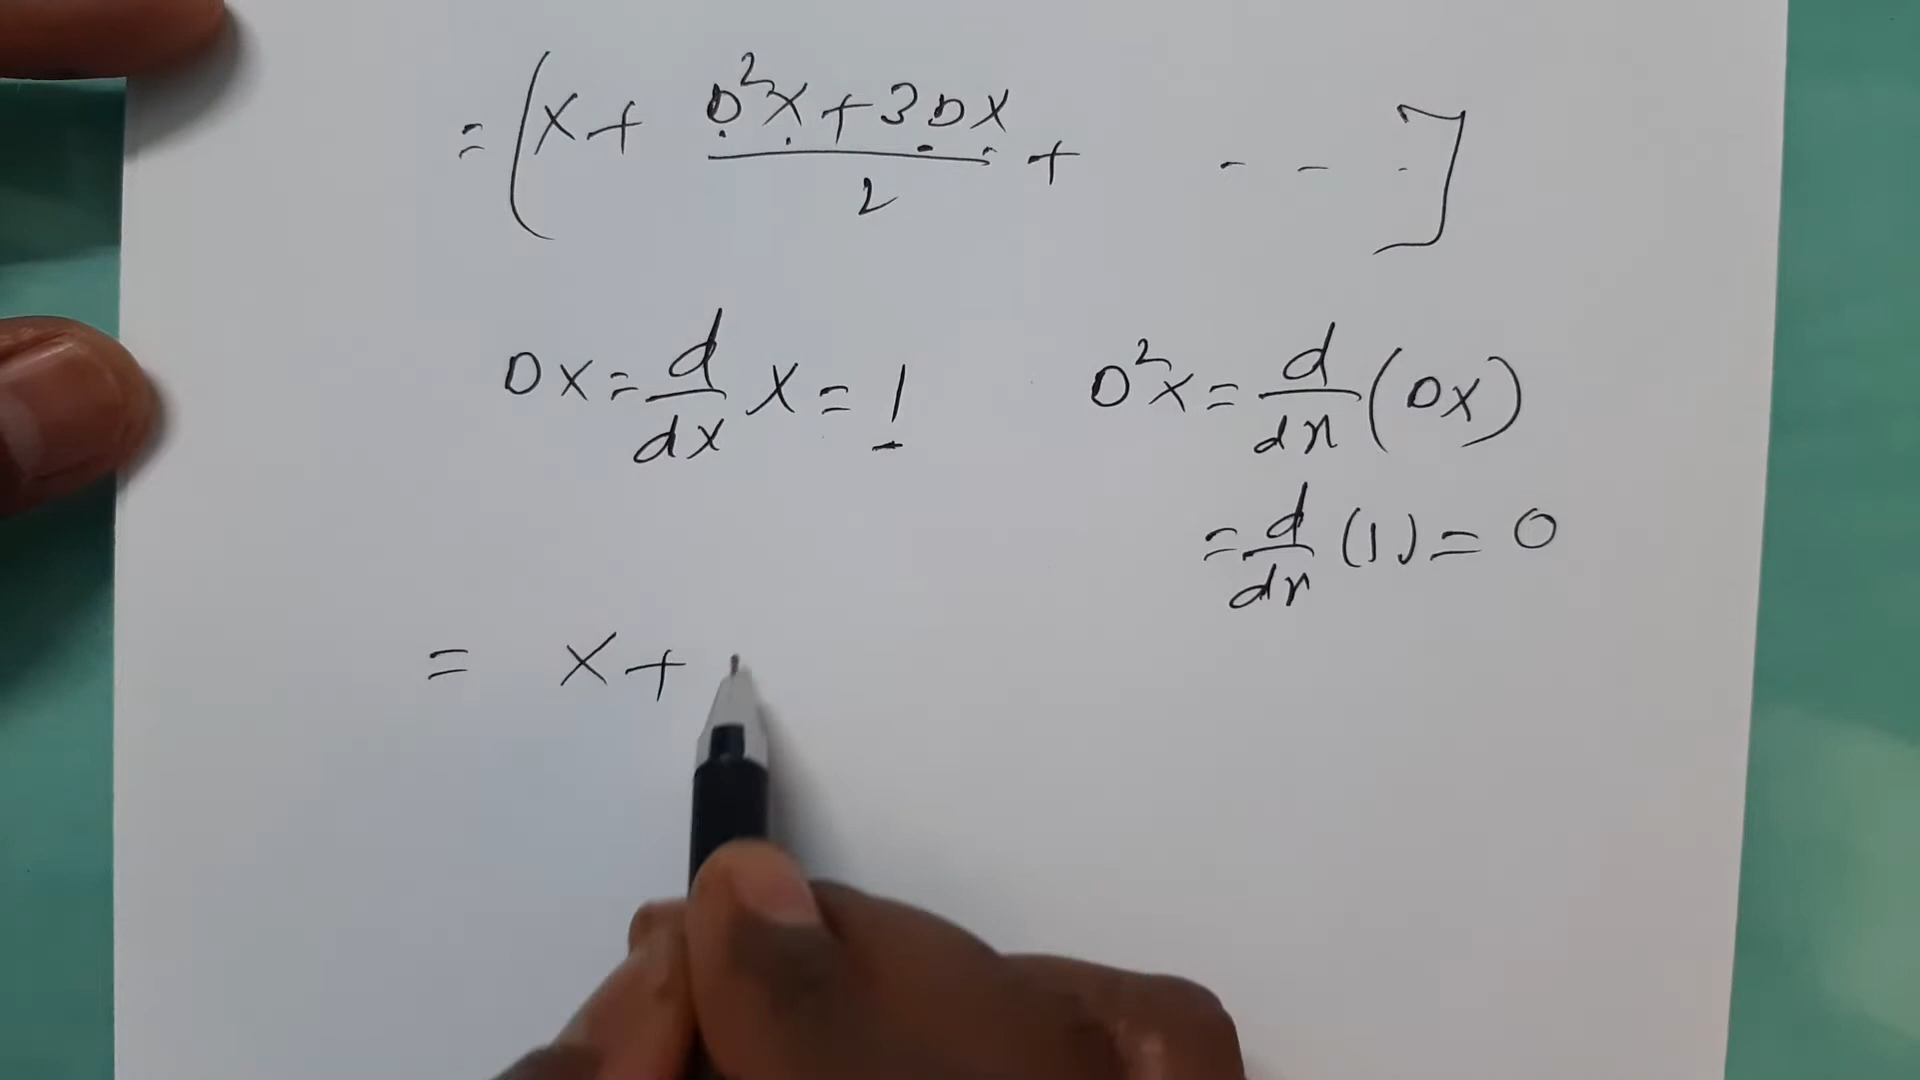 = [x + (D²x + 3Dx)/2 + - - - ]
Dx = d/dx x = 1
D²x = d/dx (Dx)
= d/dx (1) = 0
= x +